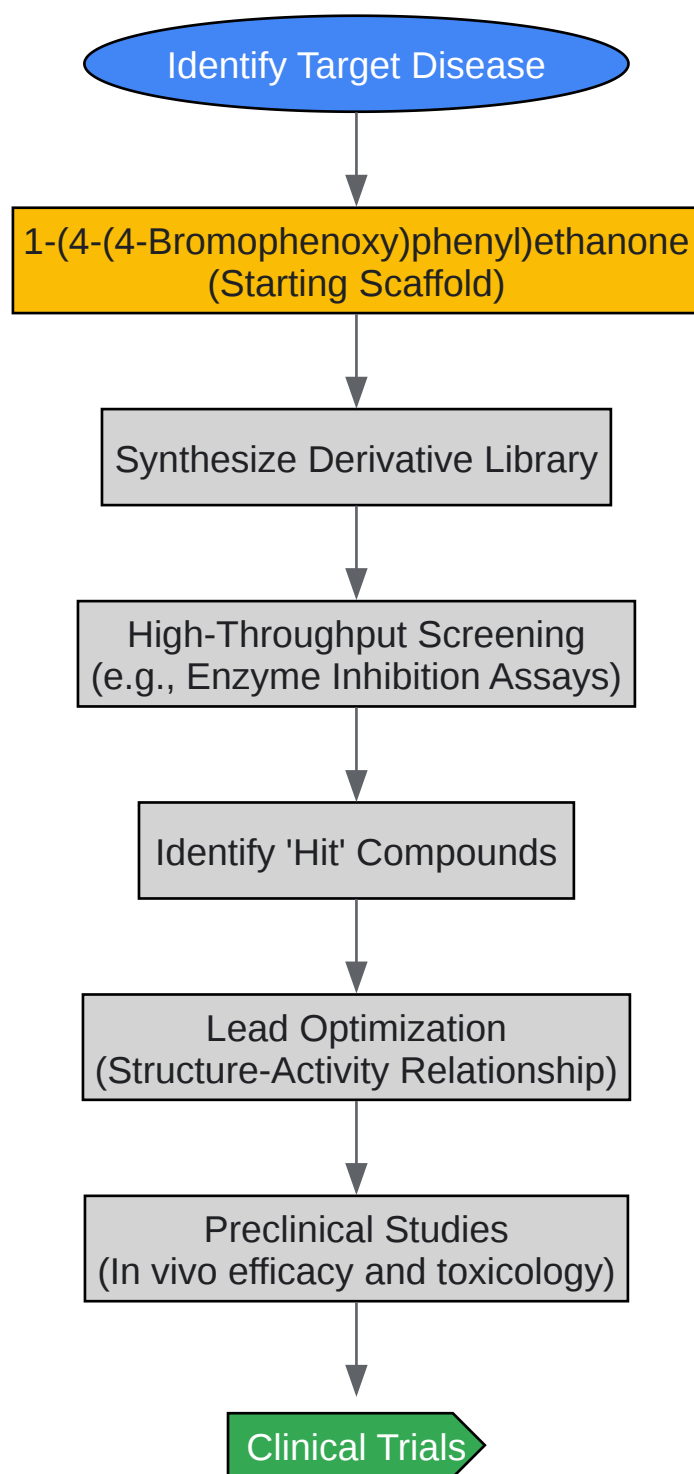 Identify Target Disease
1-(4-(4-Bromophenoxy)phenyl)ethanone
(Starting Scaffold)
Synthesize Derivative Library
High-Throughput Screening
(e.g., Enzyme Inhibition Assays)
Identify 'Hit' Compounds
Lead Optimization
(Structure-Activity Relationship)
Preclinical Studies
(In vivo efficacy and toxicology)
Clinical Trials